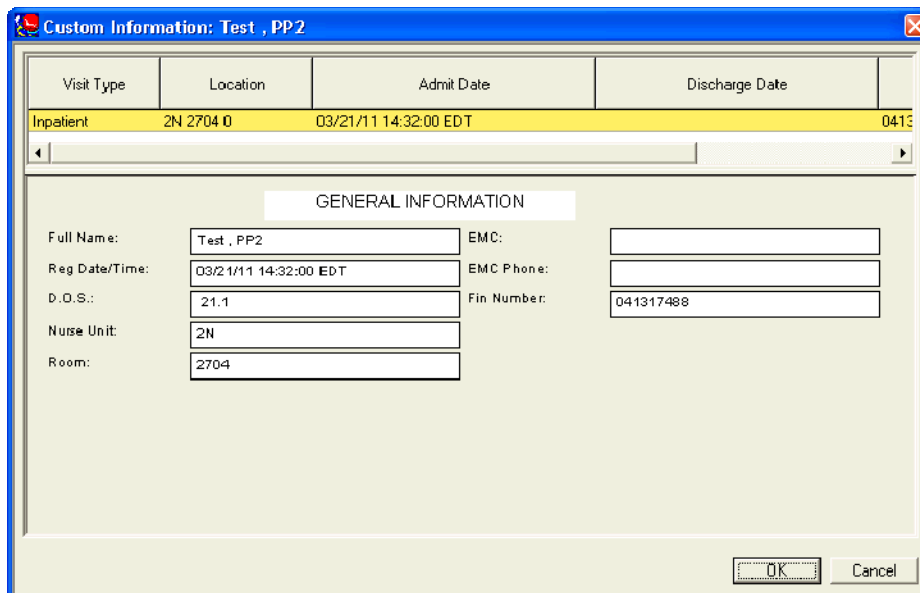 Custom Information: Test , PP2
Visit Type Location Admit Date Discharge Date
Inpatient 2N 2704 0 03/21/11 14:32:00 EDT 0413
GENERAL INFORMATION
Full Name: Test , PP2 EMC:
Reg Date/Time: 03/21/11 14:32:00 EDT EMC Phone:
D.O.S.: 21.1 Fin Number: 041317488
Nurse Unit: 2N
Room: 2704
OK Cancel